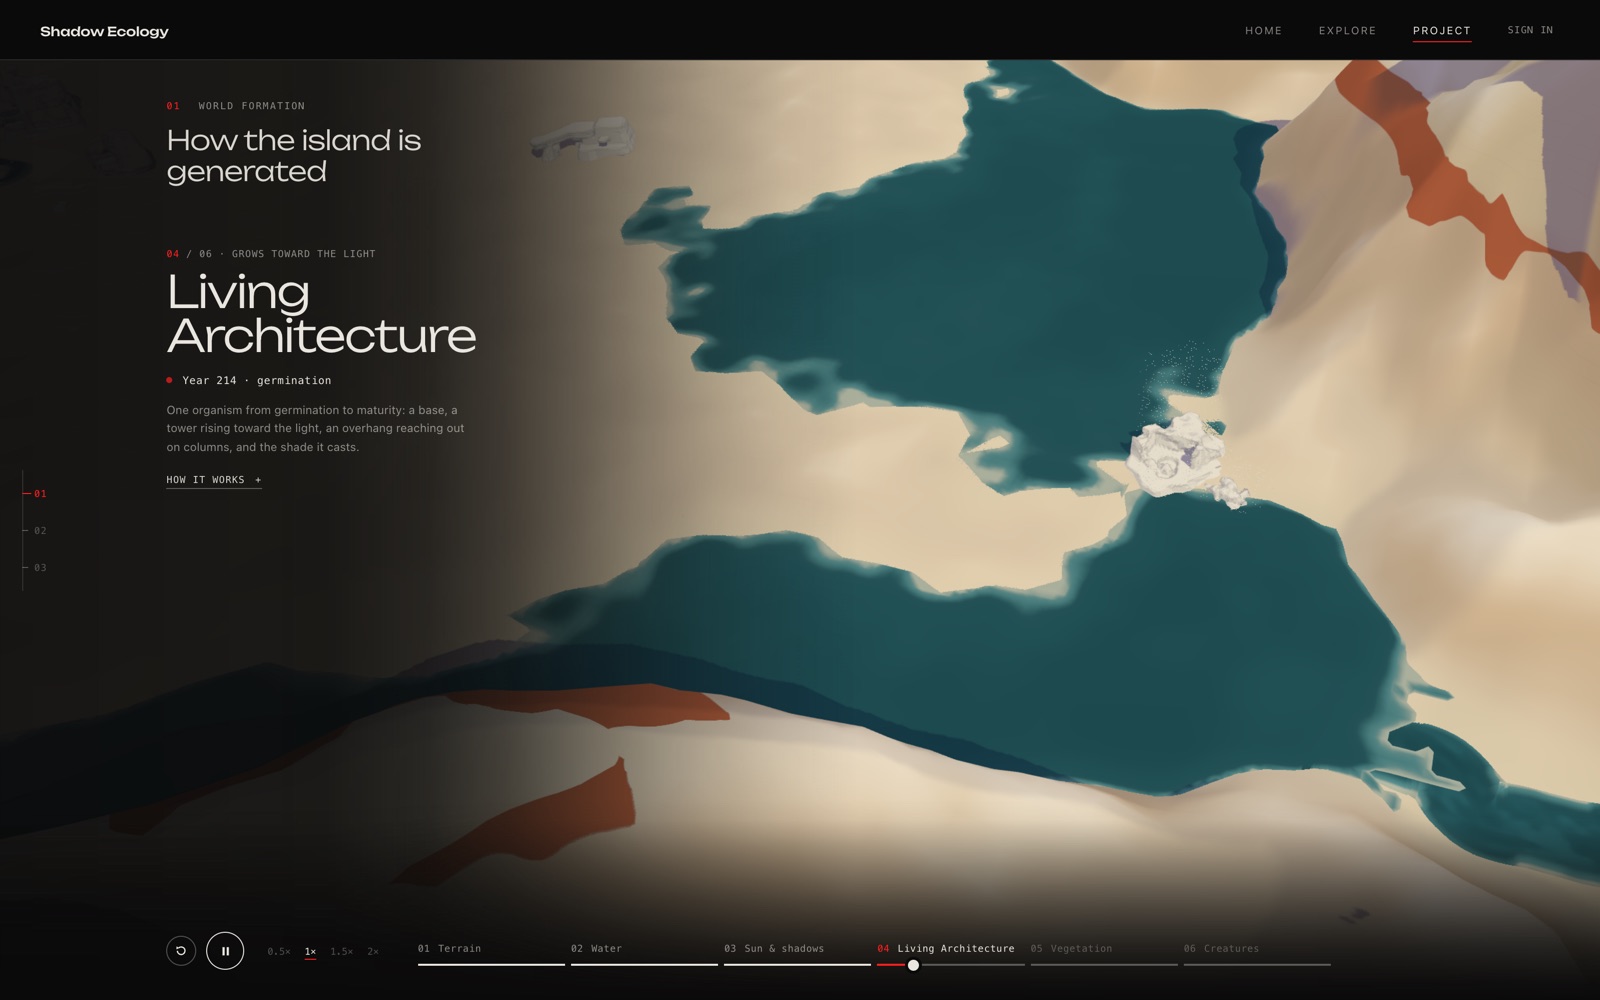 Shadow Ecology
HOME EXPLORE PROJECT SIGN IN
01 WORLD FORMATION
How the island is
generated
04 / 06 · GROWS TOWARD THE LIGHT
Living
Architecture
Year 214 · germination
One organism from germination to maturity: a base, a
tower rising toward the light, an overhang reaching out
on columns, and the shade it casts.
HOW IT WORKS +
01
02
03
0.5× 1× 1.5× 2×
01 Terrain 02 Water 03 Sun & shadows 04 Living Architecture 05 Vegetation 06 Creatures